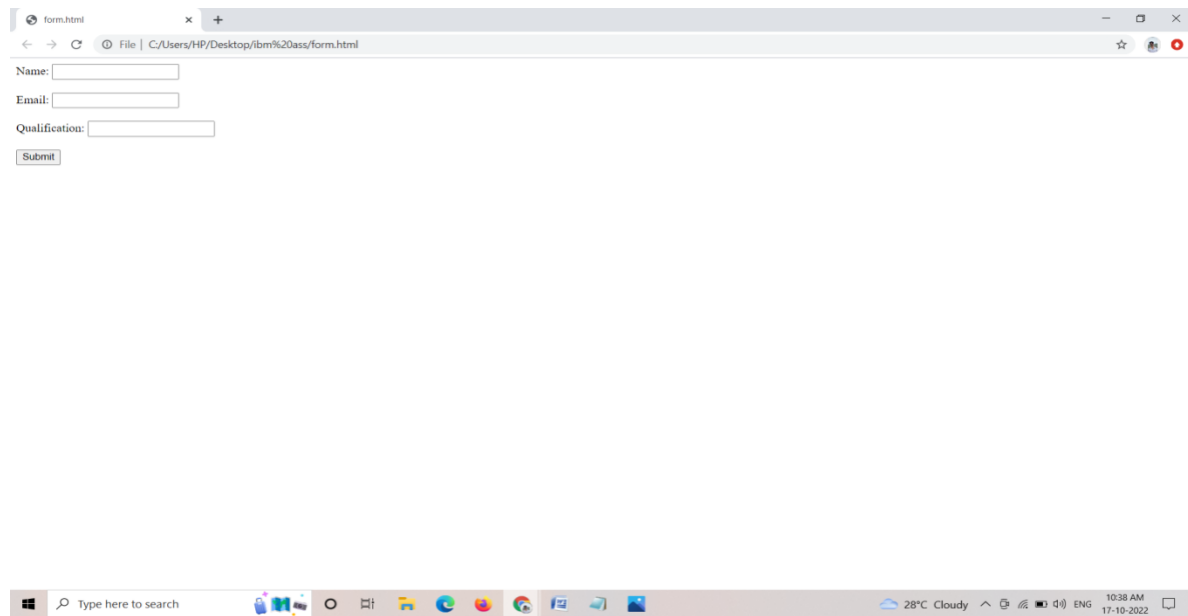 form.html
File | C:/Users/HP/Desktop/ibm%20ass/form.html
Name:
Email:
Qualification:
Submit
Type here to search
28°C Cloudy
ENG
10:38 AM
17-10-2022